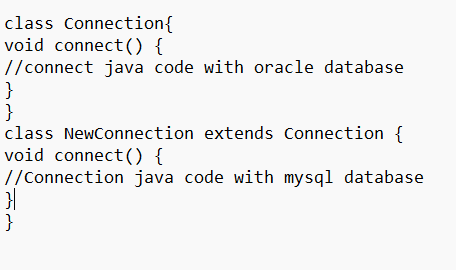 class Connection{
void connect() {
//connect java code with oracle database
}
}
class NewConnection extends Connection {
void connect() {
//Connection java code with mysql database
}
}